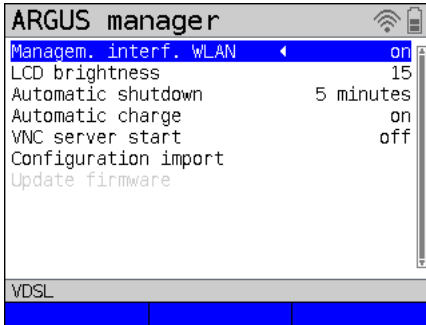 ARGUS manager
Managem. interf. WLAN on
LCD brightness 15
Automatic shutdown 5 minutes
Automatic charge on
VNC server start off
Configuration import
Update firmware
VDSL